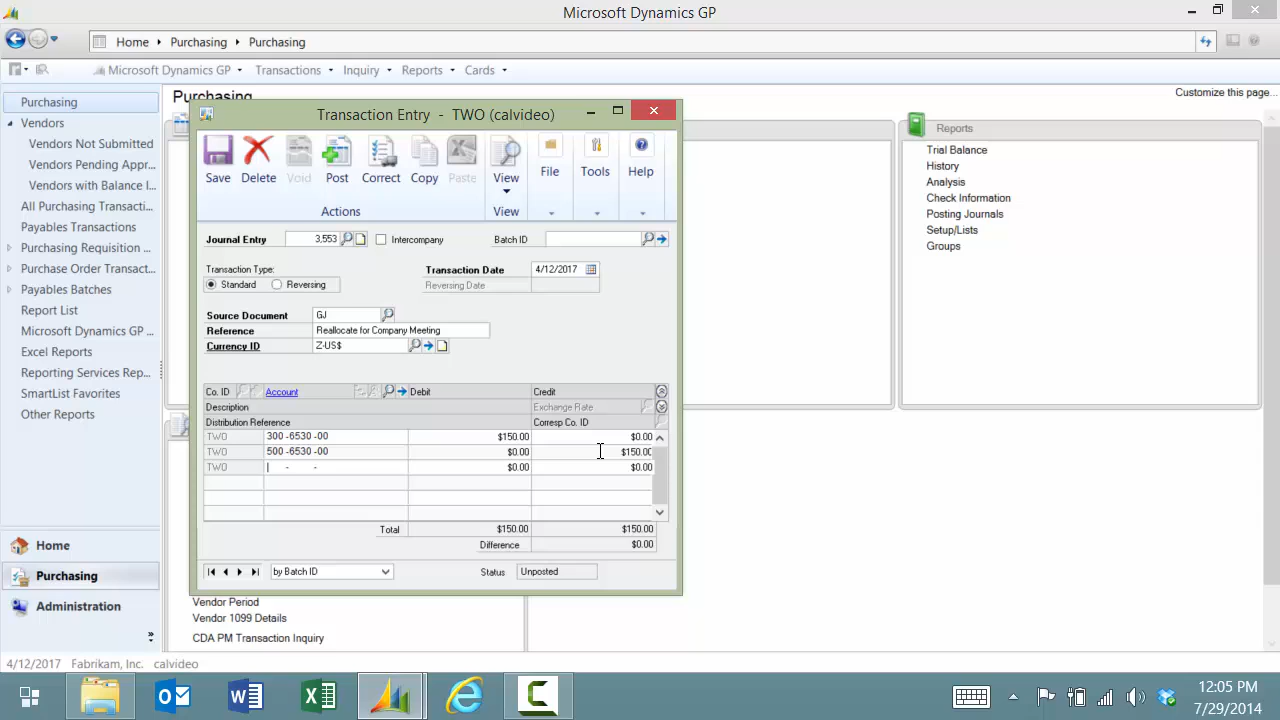 Microsoft Dynamics GP
Home Purchasing Purchasing
Microsoft Dynamics GP Transactions Inquiry Reports Cards
Purchasing
Customize this page...
Purchasing
Vendors
Vendors Not Submitted
Vendors Pending Appr...
Vendors with Balance I...
All Purchasing Transacti...
Payables Transactions
Purchasing Requisition ...
Purchase Order Transact...
Payables Batches
Report List
Microsoft Dynamics GP ...
Excel Reports
Reporting Services Rep...
SmartList Favorites
Other Reports
Home
Purchasing
Administration
Transaction Entry - TWO (calvideo)
Save Delete Void Post Correct Copy Paste View File Tools Help
Actions View
Journal Entry 3,553 Intercompany Batch ID
Transaction Type: Transaction Date 4/12/2017
Standard Reversing Reversing Date
Source Document GJ
Reference Reallocate for Company Meeting
Currency ID Z-US$
Co. ID Account Debit Credit
Description Exchange Rate
Distribution Reference Corresp Co. ID
TWO 300 -6530 -00 $150.00 $0.00
TWO 500 -6530 -00 $0.00 $150.00
TWO - - $0.00 $0.00
Total $150.00 $150.00
Difference $0.00
by Batch ID Status Unposted
Reports
Trial Balance
History
Analysis
Check Information
Posting Journals
Setup/Lists
Groups
Vendor Period
Vendor 1099 Details
CDA PM Transaction Inquiry
4/12/2017 Fabrikam, Inc. calvideo
12:05 PM
7/29/2014